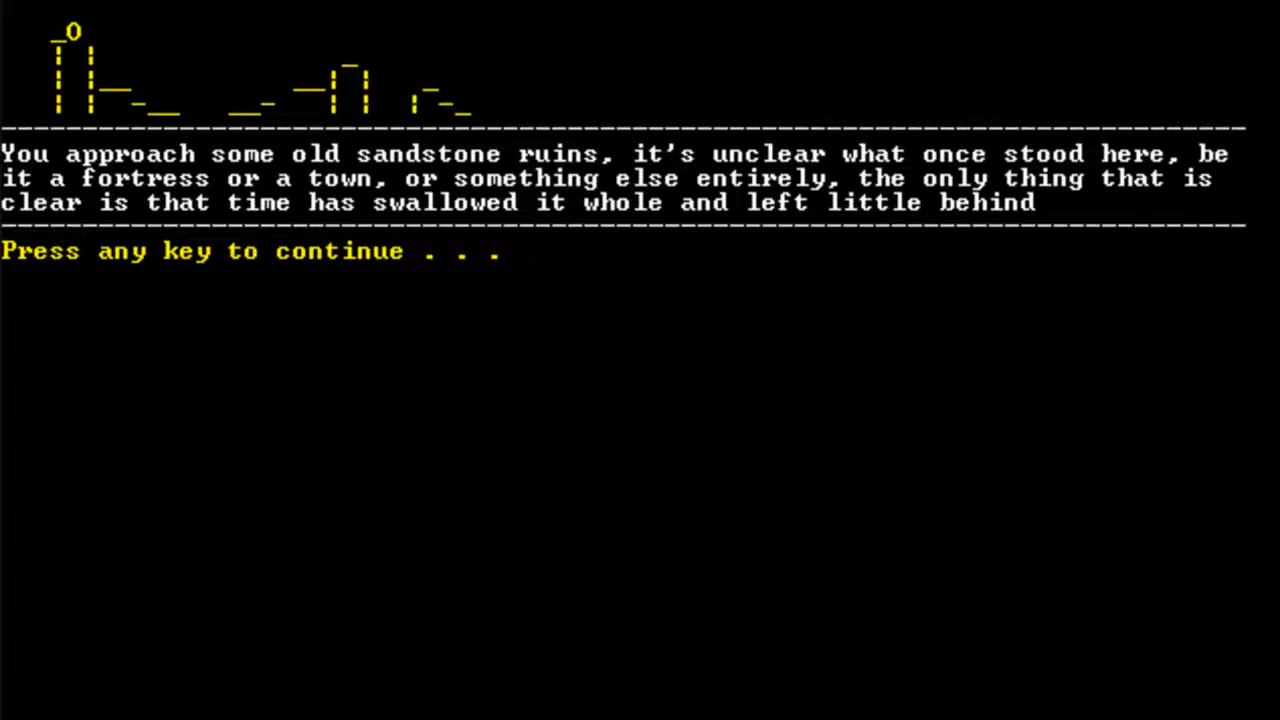 You approach some old sandstone ruins, it's unclear what once stood here, be
it a fortress or a town, or something else entirely, the only thing that is
clear is that time has swallowed it whole and left little behind
Press any key to continue . . .